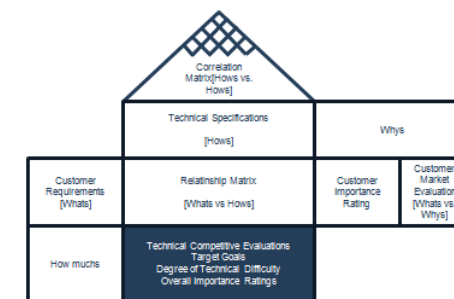 Correlation
Matrix[Hows vs.
Hows]
Technical Specifications
[Hows]
Whys
Customer
Requirements
[Whats]
Relatinship Matrix
[Whats vs Hows]
Customer
Importance
Rating
Customer
Market
Evaluation
[Whats vs
Whys]
How muchs
Technical Competitive Evaluations
Target Goals
Degree of Technical Difficulty
Overall Importance Ratings